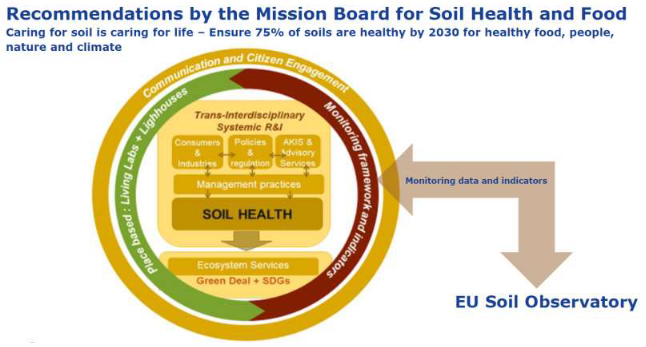 Recommendations by the Mission Board for Soil Health and Food
Caring for soil is caring for life – Ensure 75% of soils are healthy by 2030 for healthy food, people,
nature and climate
Communication and Citizen Engagement
Place based : Living Labs + Lighhouses
Monitoring framework and indicators
Trans-Interdisciplinary
Systemic R&I
Consumers
&
Industries
Policies
&
regulation
AKIS &
Advisory
Services
Management practices
SOIL HEALTH
Ecosystem Services
Green Deal + SDGs
Monitoring data and indicators
EU Soil Observatory